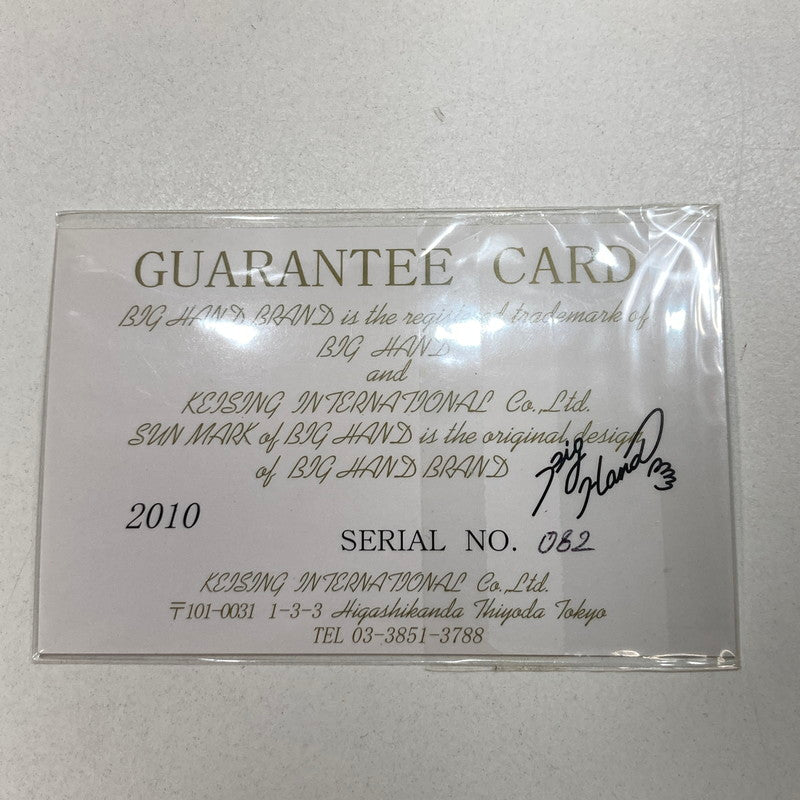 GUARANTEE CARD
BIG HAND BRAND is the registered trademark of
BIG HAND
and
KEISING INTERNATIONAL Co.,Ltd.
SUN MARK of BIG HAND is the original design
of BIG HAND BRAND
Big
Hand
2010
SERIAL NO. 082
KEISING INTERNATIONAL Co.,Ltd.
〒101-0031 1-3-3 Higashikanda Thiyoda Tokyo
TEL 03-3851-3788